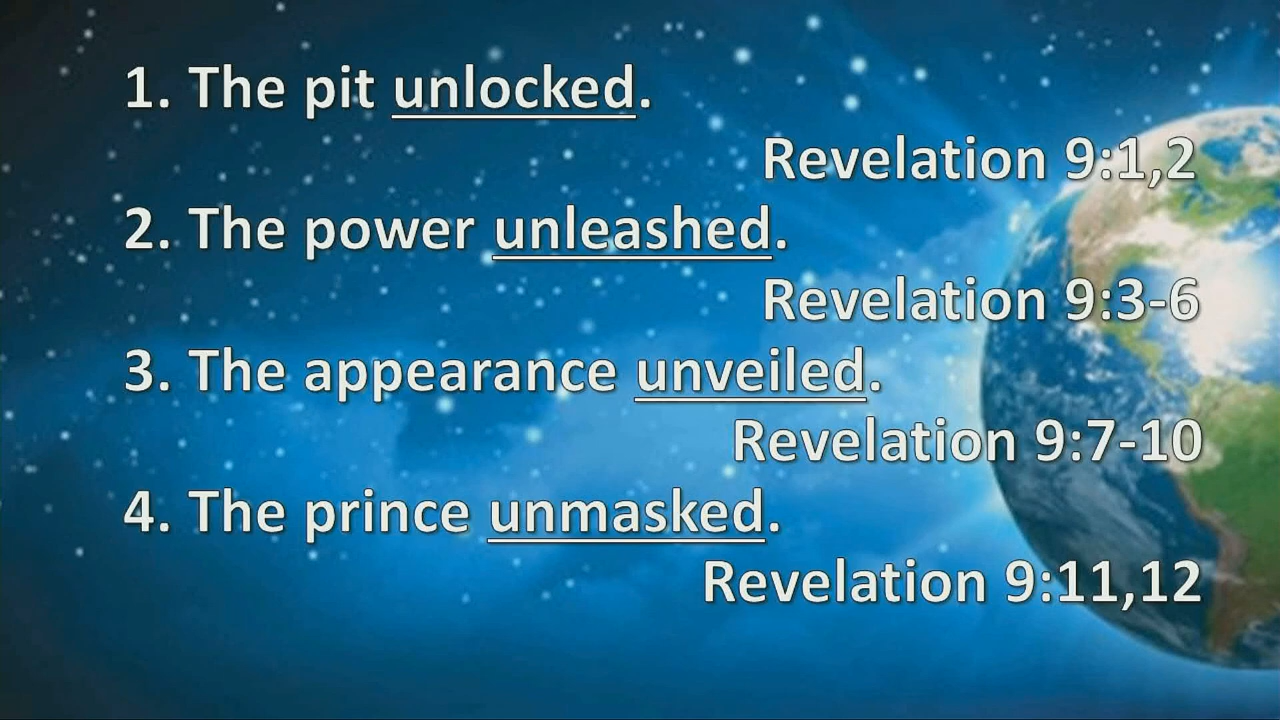 1. The pit unlocked.
Revelation 9:1,2
2. The power unleashed.
Revelation 9:3-6
3. The appearance unveiled.
Revelation 9:7-10
4. The prince unmasked.
Revelation 9:11,12